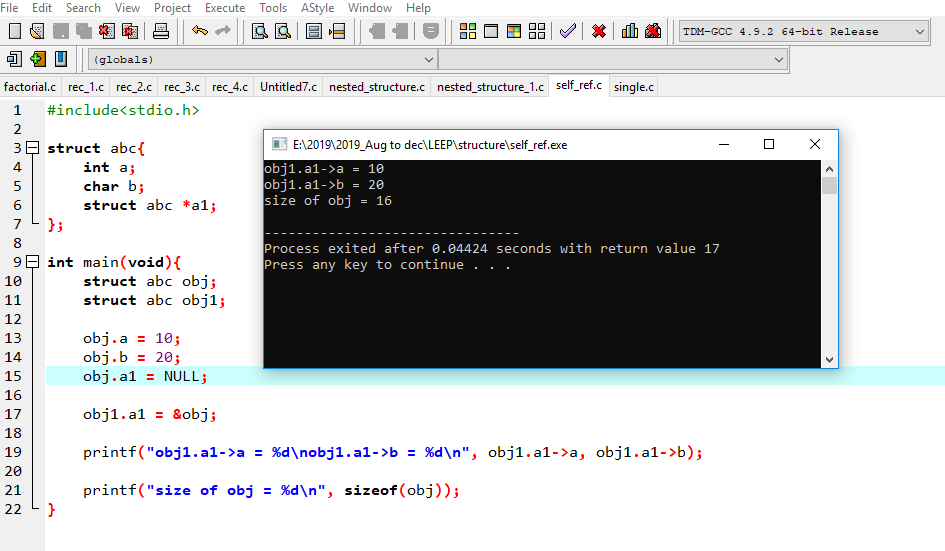 File Edit Search View Project Execute Tools AStyle Window Help
TDM-GCC 4.9.2 64-bit Release
(globals)
factorial.c rec_1.c rec_2.c rec_3.c rec_4.c Untitled7.c nested_structure.c nested_structure_1.c self_ref.c single.c
1 #include<stdio.h>
2
3 struct abc{
4 int a;
5 char b;
6 struct abc *a1;
7 };
8
9 int main(void){
10 struct abc obj;
11 struct abc obj1;
12
13 obj.a = 10;
14 obj.b = 20;
15 obj.a1 = NULL;
16
17 obj1.a1 = &obj;
18
19 printf("obj1.a1->a = %d\nobj1.a1->b = %d\n", obj1.a1->a, obj1.a1->b);
20
21 printf("size of obj = %d\n", sizeof(obj));
22 }
E:\2019\2019_Aug to dec\LEEP\structure\self_ref.exe
obj1.a1->a = 10
obj1.a1->b = 20
size of obj = 16
--------------------------------
Process exited after 0.04424 seconds with return value 17
Press any key to continue . . .